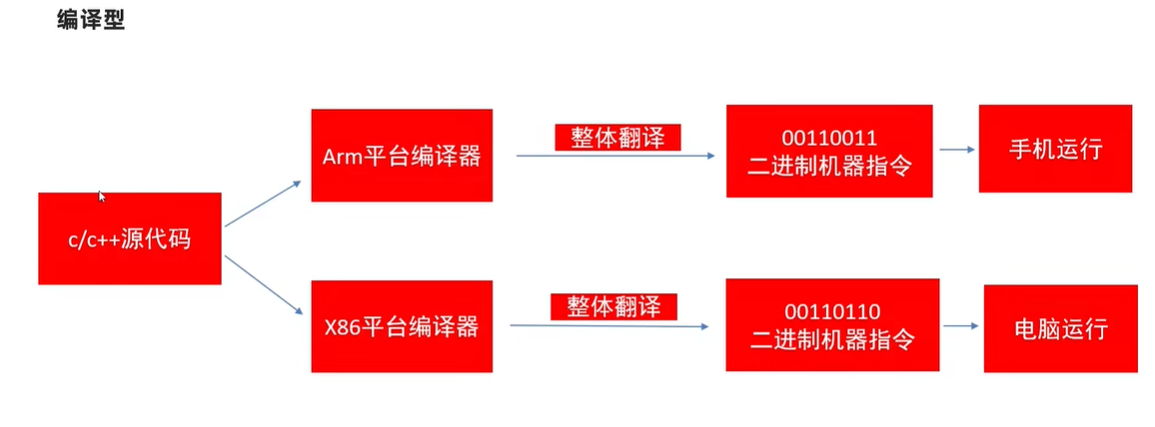 编译型
c/c++源代码
Arm平台编译器
整体翻译
00110011
二进制机器指令
手机运行
X86平台编译器
整体翻译
00110110
二进制机器指令
电脑运行